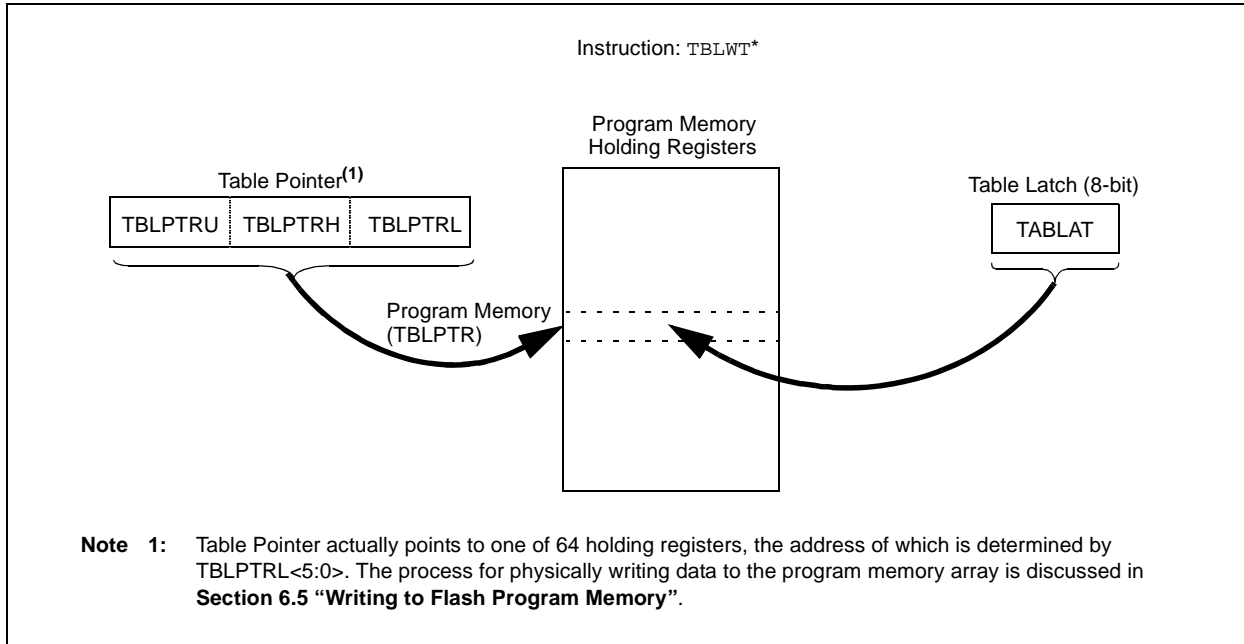 Instruction: TBLWT*
Program Memory
Holding Registers
Table Pointer(1)
Table Latch (8-bit)
TBLPTRU TBLPTRH TBLPTRL
TABLAT
Program Memory
(TBLPTR)
Note 1: Table Pointer actually points to one of 64 holding registers, the address of which is determined by
TBLPTRL<5:0>. The process for physically writing data to the program memory array is discussed in
Section 6.5 “Writing to Flash Program Memory”.